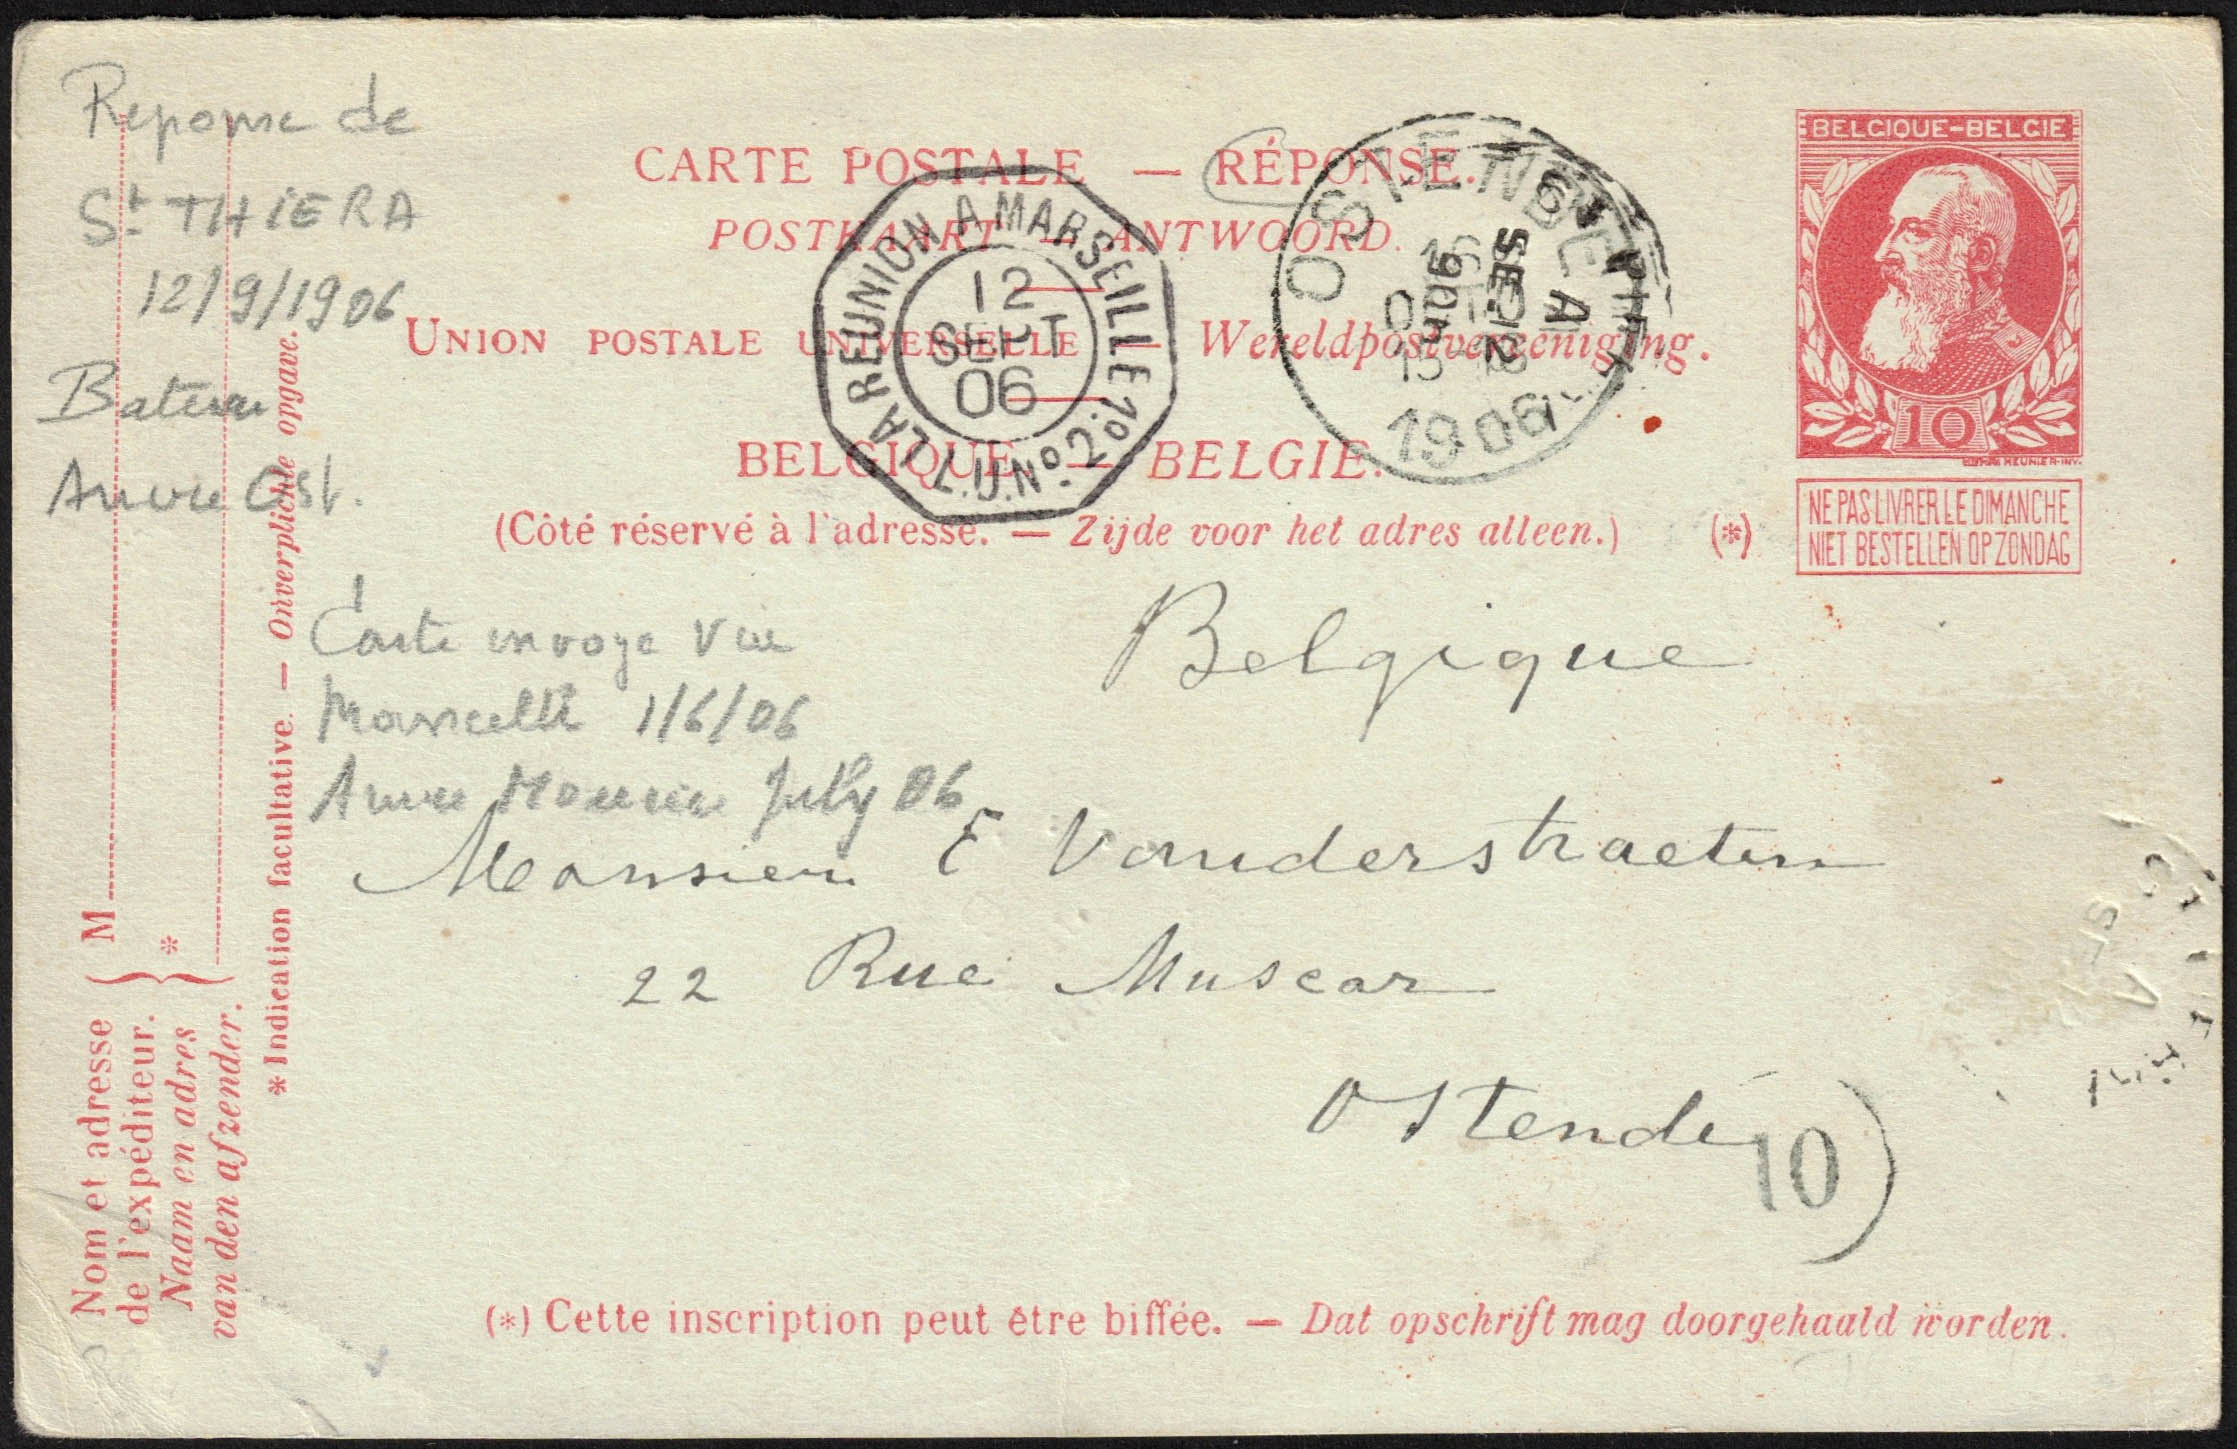 Reponse de
St THIERA
12/9/1906
Bateau
Ost.
CARTE POSTALE — RÉPONSE.
POSTKAART — ANTWOORD.
UNION POSTALE UNIVERSELLE — Wereldpostvereeniging.
BELGIQUE. — BELGIE.
(Côté réservé à l'adresse. — Zijde voor het adres alleen.) (*)
BELGIQUE-BELGIE
10
NE PAS LIVRER LE DIMANCHE
NIET BESTELLEN OP ZONDAG
LA REUNION A MARSEILLE 1º
L.U.Nº 2
12
SEPT
06
OSTENDE
1906
A
SE 12
06
Carte envoye
1/6/06
July 06
Belgique
Monsieur E Vanderstraeten
22 Rue Muscar
Ostende
10
M
*
Nom et adresse
de l'expéditeur.
Naam en adres
van den afzender.
*Indication facultative. — Onverplichte opgave.
(*) Cette inscription peut être biffée. — Dat opschrift mag doorgehaald worden.